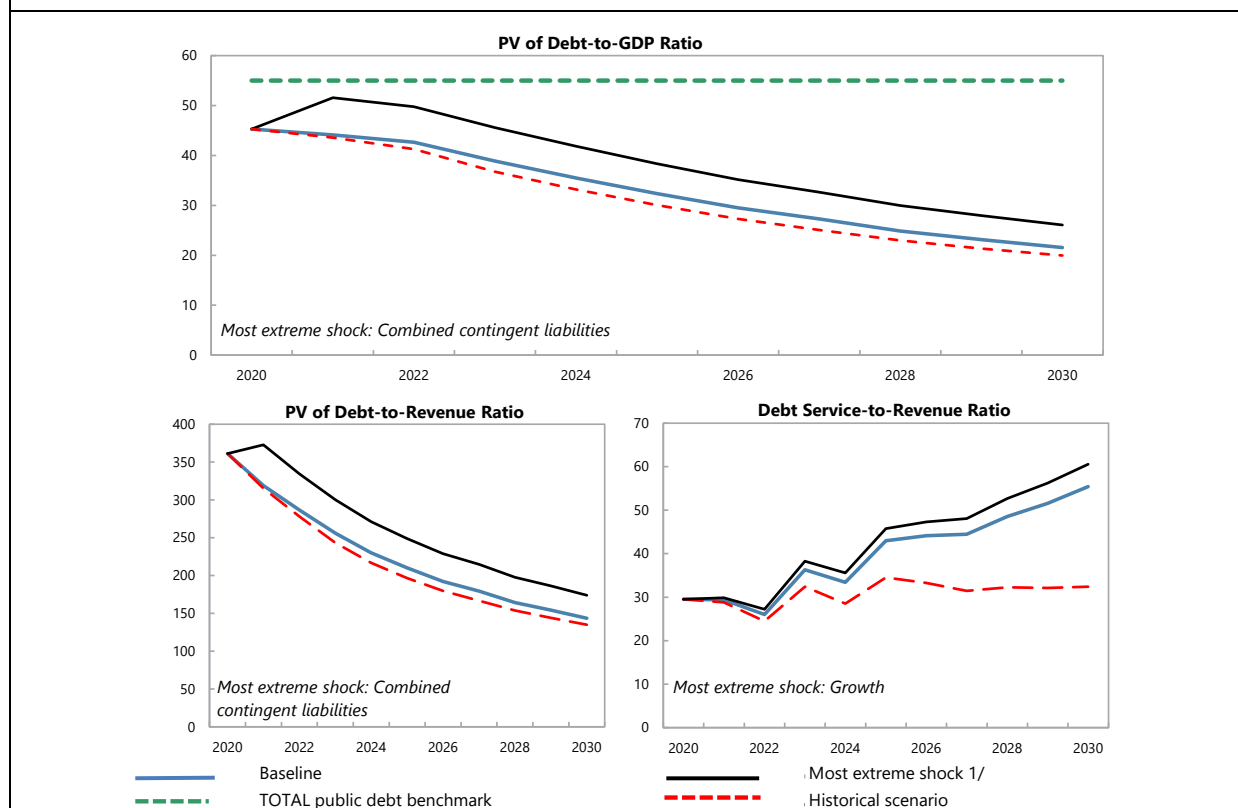 PV of Debt-to-GDP Ratio
60
50
40
30
20
10
0
Most extreme shock: Combined contingent liabilities
2020 2022 2024 2026 2028 2030
PV of Debt-to-Revenue Ratio
400
350
300
250
200
150
100
50
0
Most extreme shock: Combined
contingent liabilities
2020 2022 2024 2026 2028 2030
Debt Service-to-Revenue Ratio
70
60
50
40
30
20
10
0
Most extreme shock: Growth
2020 2022 2024 2026 2028 2030
Baseline
Most extreme shock 1/
TOTAL public debt benchmark
Historical scenario